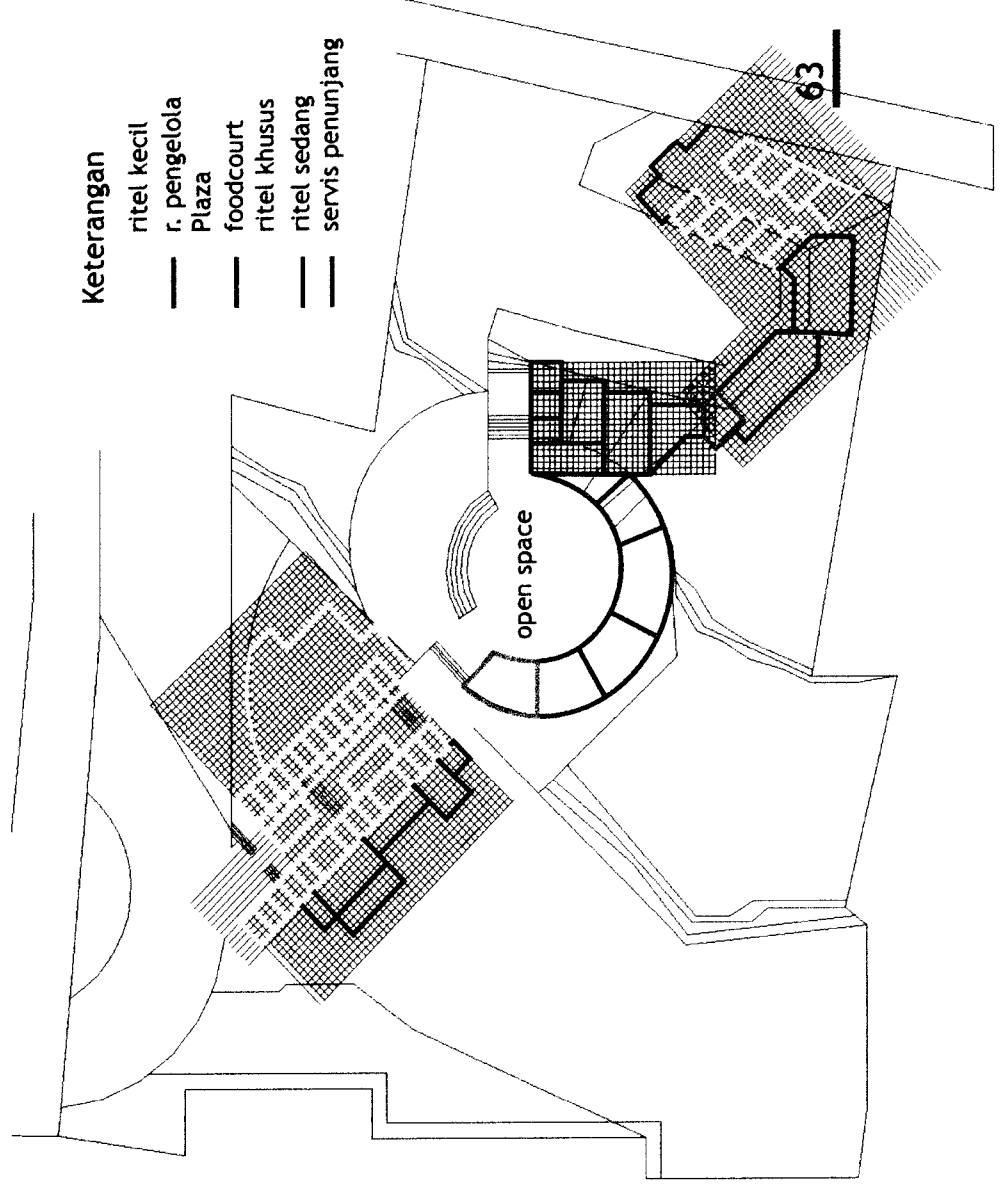 Keterangan
ritel kecil
r. pengelola
Plaza
foodcourt
ritel khusus
ritel sedang
servis penunjang
open space
63